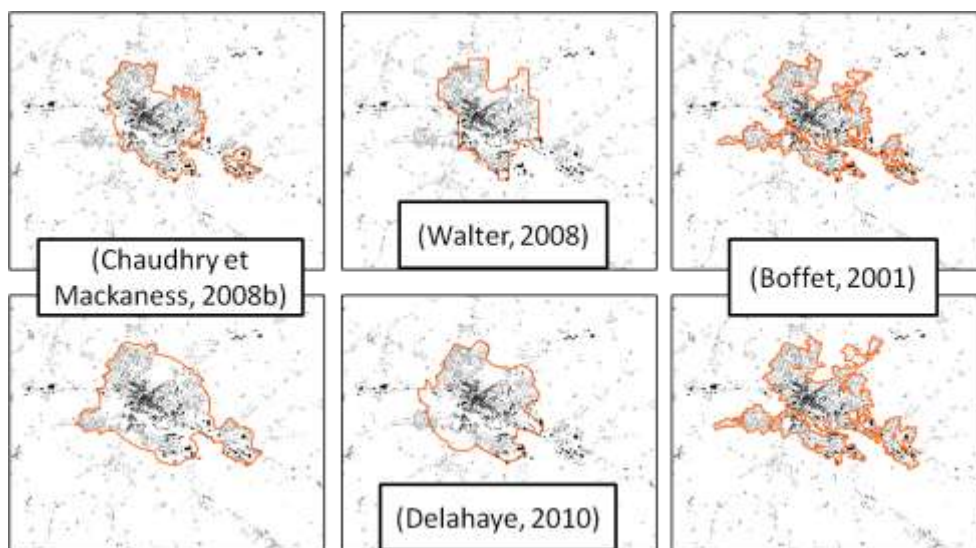 (Chaudhry et
Mackaness, 2008b)
(Walter, 2008)
(Boffet, 2001)
(Delahaye, 2010)